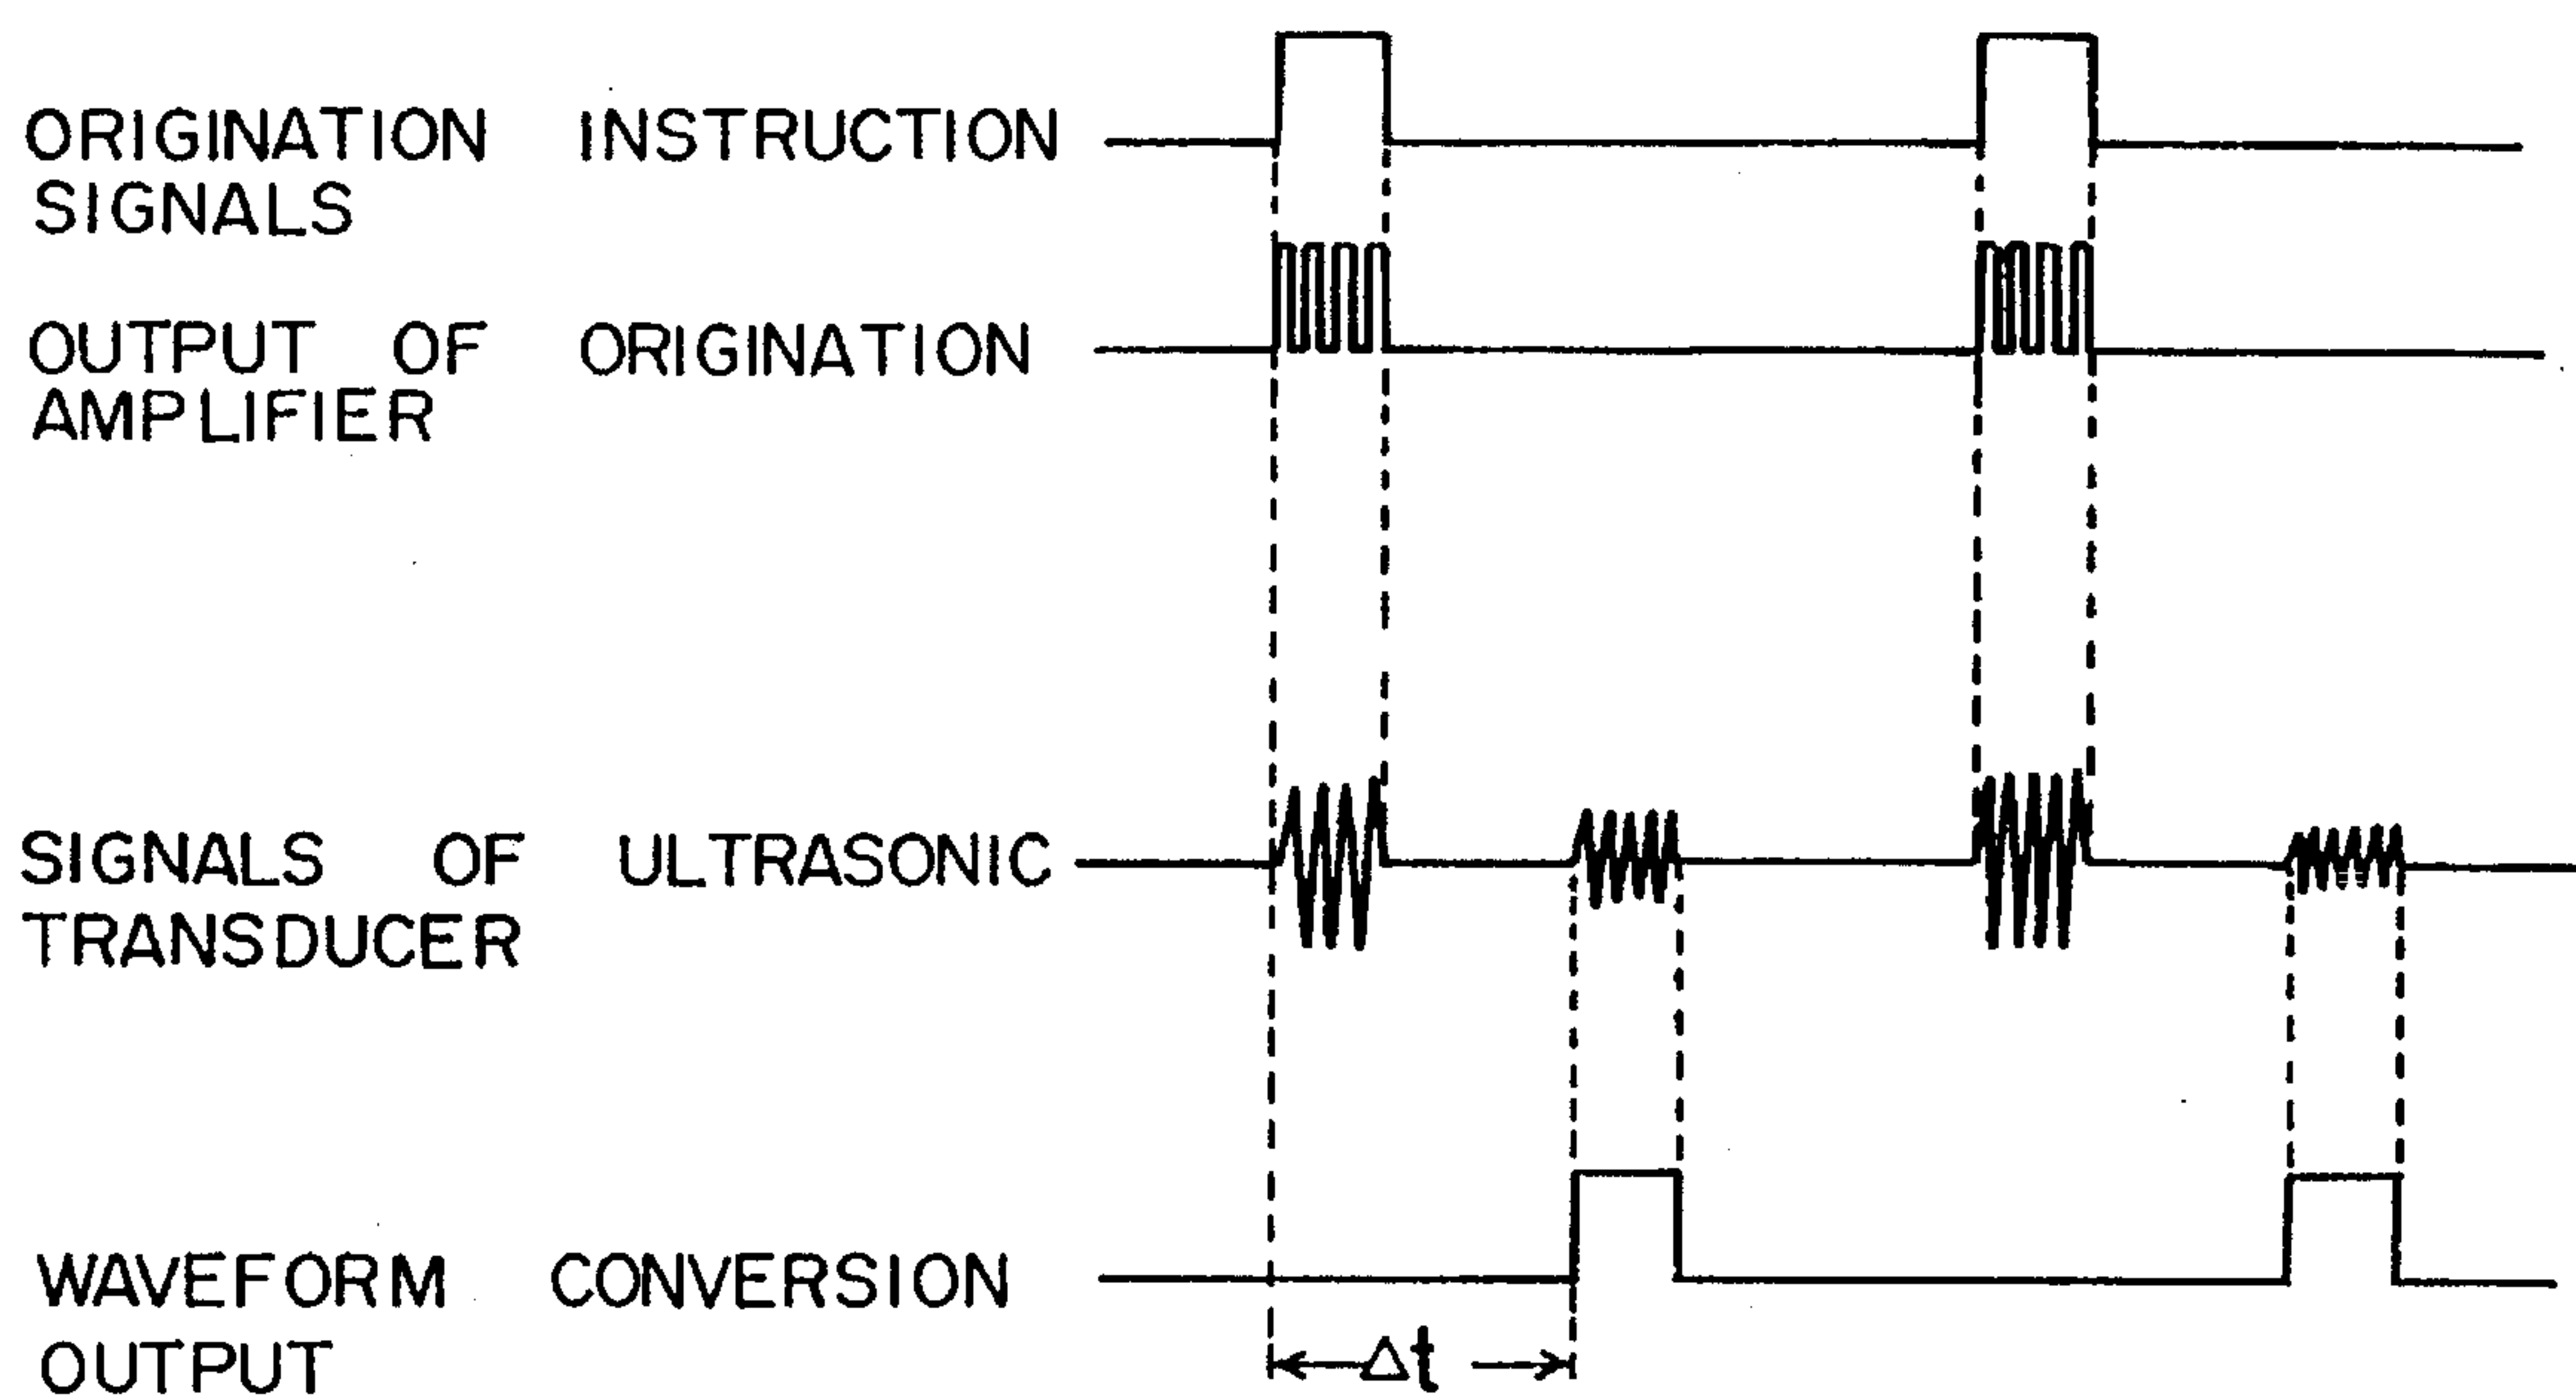 ORIGINATION INSTRUCTION
SIGNALS
OUTPUT OF ORIGINATION
AMPLIFIER
SIGNALS OF ULTRASONIC
TRANSDUCER
WAVEFORM CONVERSION
OUTPUT
Δt